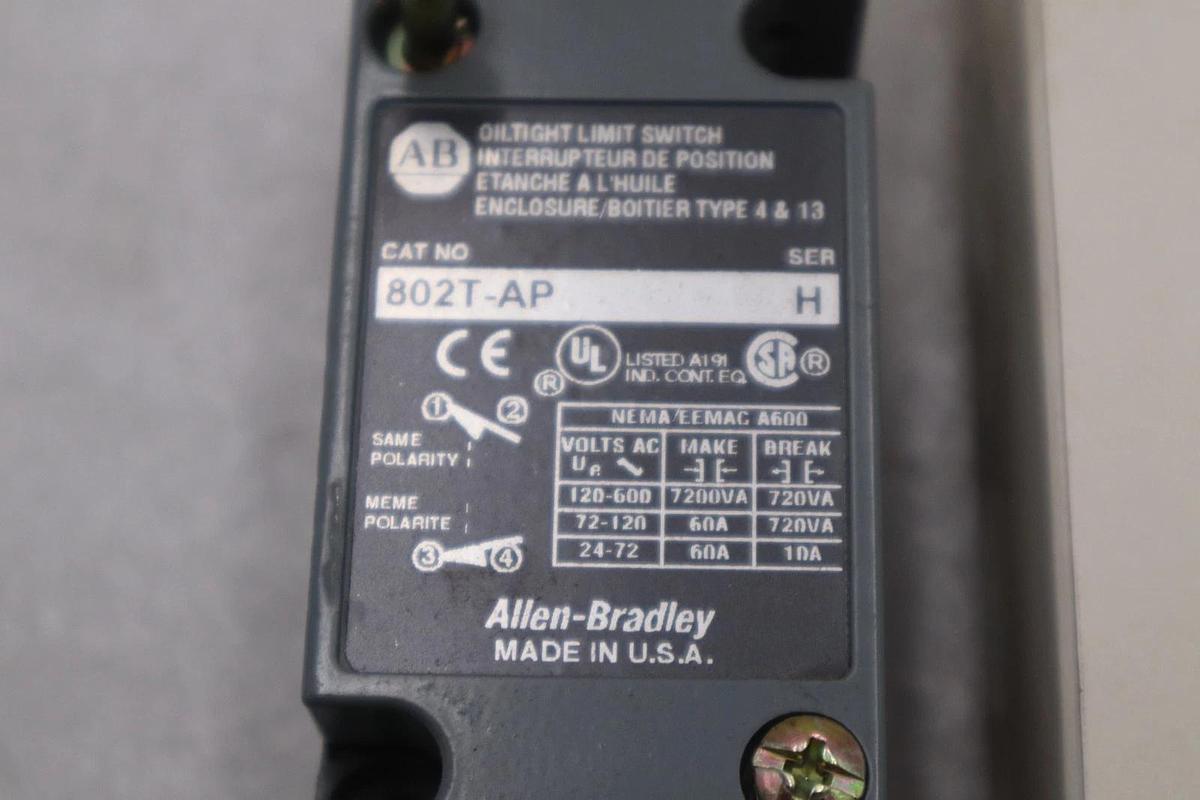 AB
OILTIGHT LIMIT SWITCH
INTERRUPTEUR DE POSITION
ETANCHE A L'HUILE
ENCLOSURE/BOITIER TYPE 4 & 13
CAT NO SER
802T-AP H
CE UL LISTED A191 SA ®
® IND. CONT. EQ.
1 2
SAME
POLARITY
MEME
POLARITE
3 4
NEMA/EEMAC A600
VOLTS AC MAKE BREAK
Ue
120-600 7200VA 720VA
72-120 60A 720VA
24-72 60A 10A
Allen-Bradley
MADE IN U.S.A.